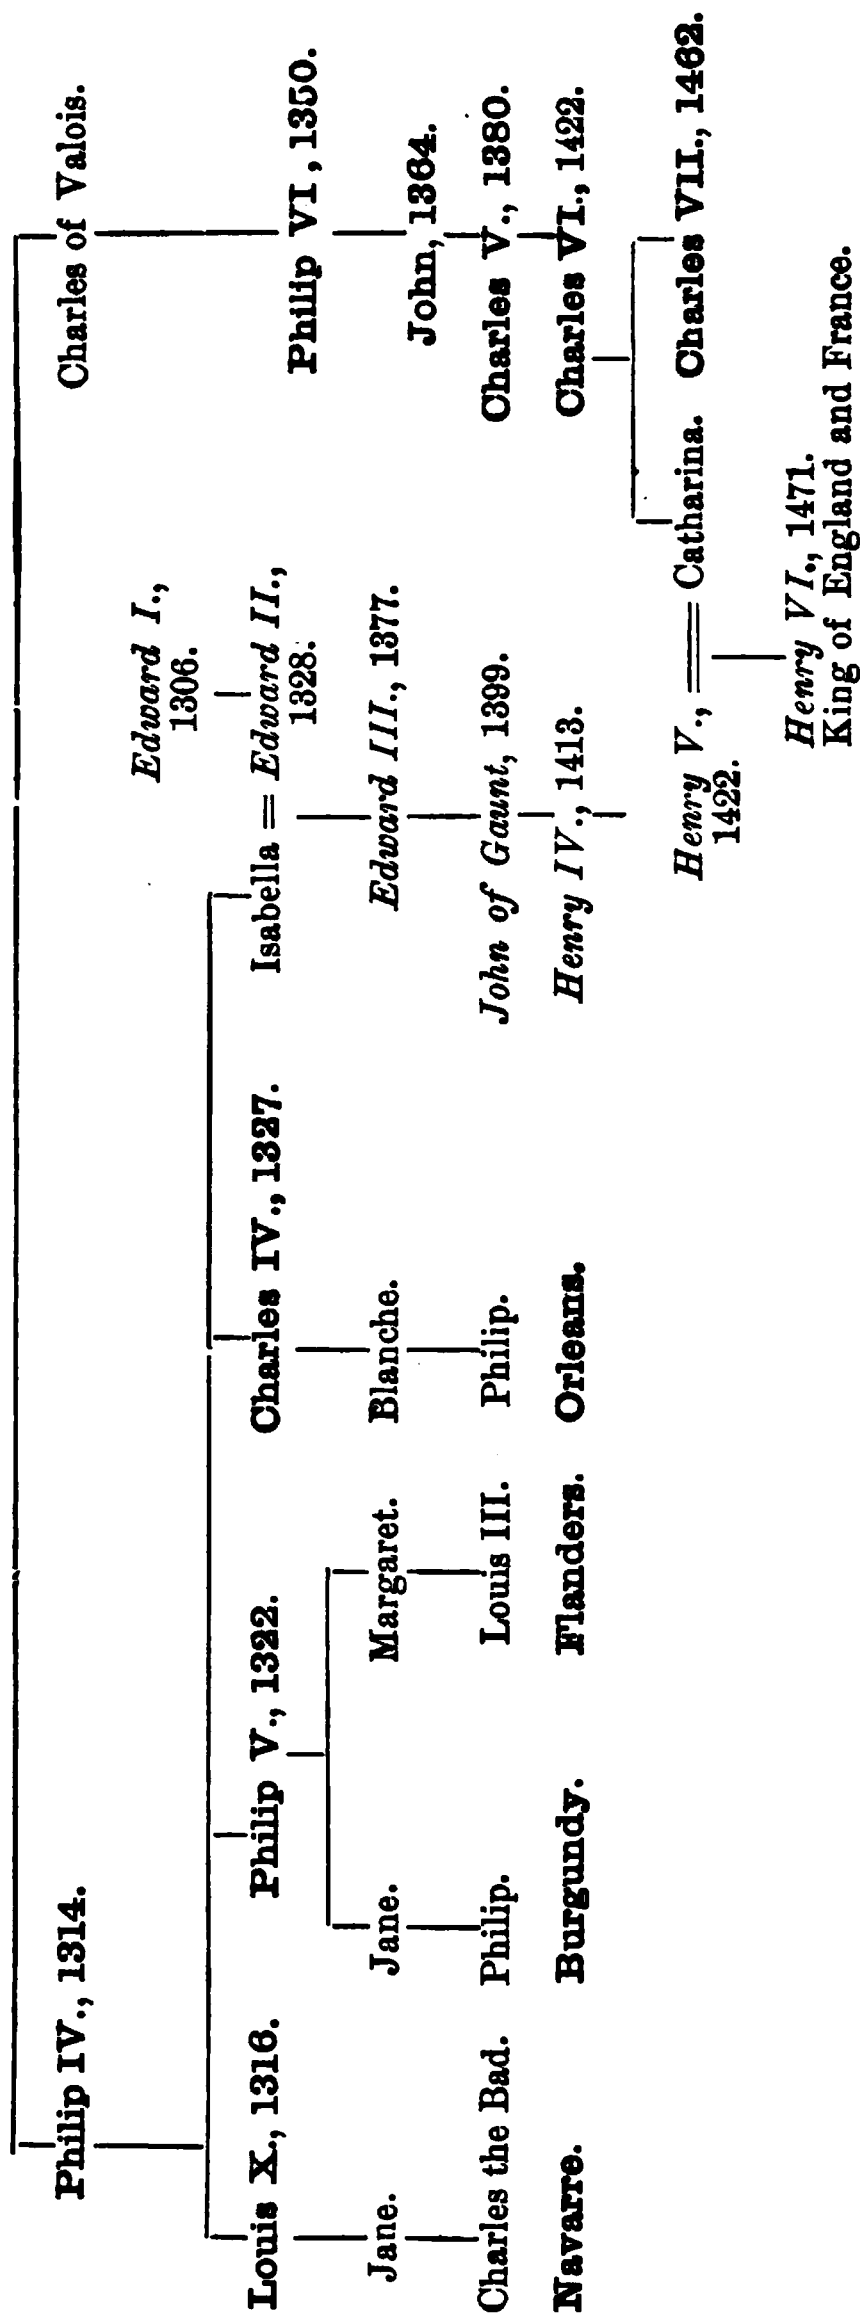 Philip IV., 1314.
Charles of Valois.
Edward I.,
1306.
Louis X., 1316.
Philip V., 1322.
Charles IV., 1327.
Isabella = Edward II.,
1328.
Philip VI, 1350.
Jane.
Jane.
Margaret.
Blanche.
Edward III., 1377.
John, 1364.
Charles the Bad.
Philip.
Louis III.
Philip.
John of Gaunt, 1399.
Charles V., 1380.
Navarre.
Burgundy.
Flanders.
Orleans.
Henry IV., 1413.
Charles VI., 1422.
Henry V., = Catharina.
1422.
Charles VII., 1462.
Henry VI., 1471.
King of England and France.